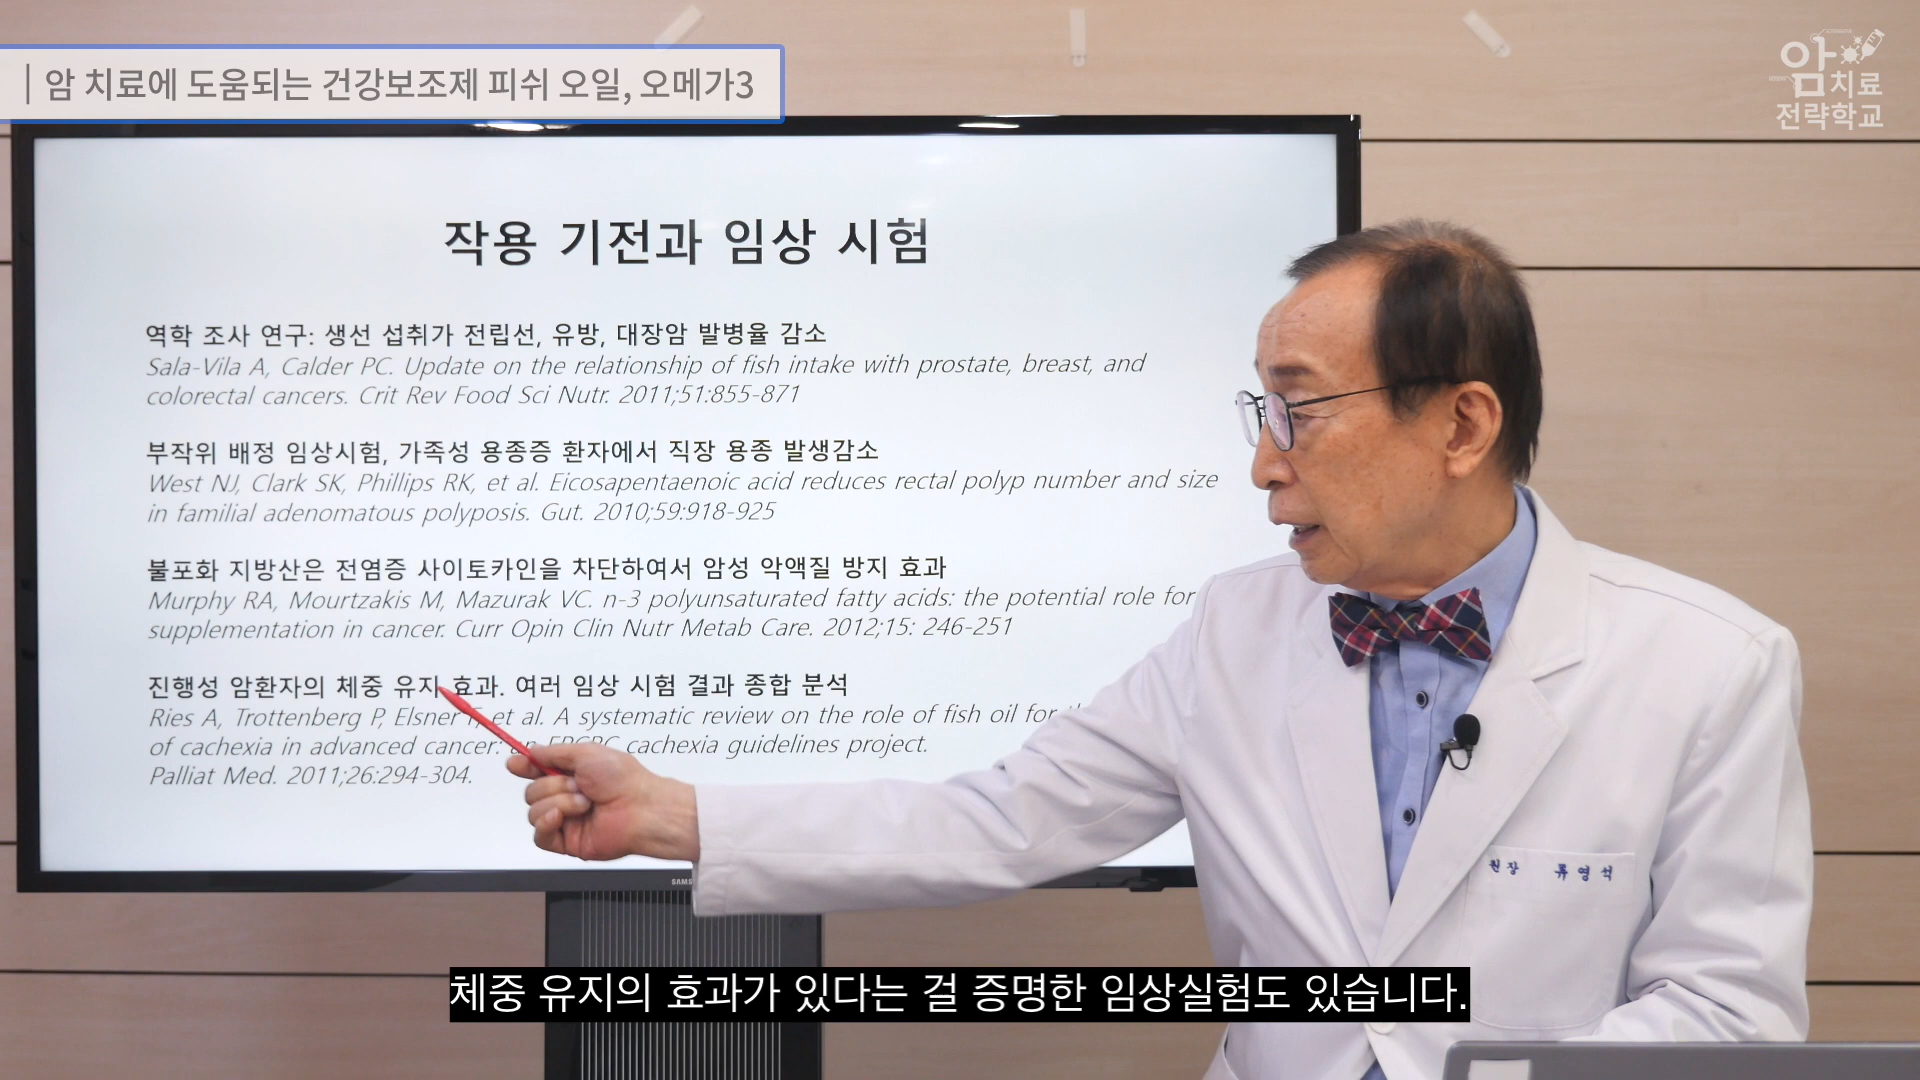 | 암 치료에 도움되는 건강보조제 피쉬 오일, 오메가3
암치료
전략학교
작용 기전과 임상 시험
역학 조사 연구: 생선 섭취가 전립선, 유방, 대장암 발병율 감소
Sala-Vila A, Calder PC. Update on the relationship of fish intake with prostate, breast, and
colorectal cancers. Crit Rev Food Sci Nutr. 2011;51:855-871
부작위 배정 임상시험, 가족성 용종증 환자에서 직장 용종 발생감소
West NJ, Clark SK, Phillips RK, et al. Eicosapentaenoic acid reduces rectal polyp number and size
in familial adenomatous polyposis. Gut. 2010;59:918-925
불포화 지방산은 전염증 사이토카인을 차단하여서 암성 악액질 방지 효과
Murphy RA, Mourtzakis M, Mazurak VC. n-3 polyunsaturated fatty acids: the potential role for
supplementation in cancer. Curr Opin Clin Nutr Metab Care. 2012;15: 246-251
진행성 암환자의 체중 유지 효과. 여러 임상 시험 결과 종합 분석
Ries A, Trottenberg P, Elsner F, et al. A systematic review on the role of fish oil for
of cachexia in advanced cancer: an EPCRC cachexia guidelines project.
Palliat Med. 2011;26:294-304.
원장 류영석
체중 유지의 효과가 있다는 걸 증명한 임상실험도 있습니다.